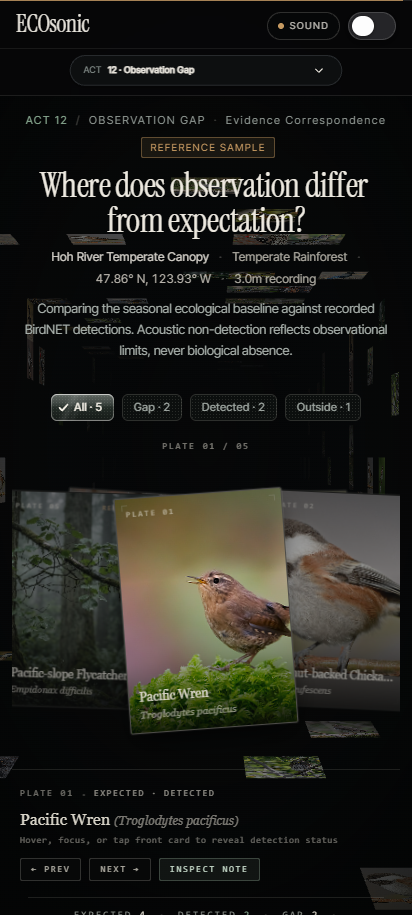 ECOsonic
SOUND
ACT 12 · Observation Gap
ACT 12 / OBSERVATION GAP · Evidence Correspondence
REFERENCE SAMPLE
Where does observation differ
from expectation?
Hoh River Temperate Canopy · Temperate Rainforest ·
47.86° N, 123.93° W · 3.0m recording
Comparing the seasonal ecological baseline against recorded
BirdNET detections. Acoustic non-detection reflects observational
limits, never biological absence.
All · 5
Gap · 2
Detected · 2
Outside · 1
PLATE 01 / 05
PLATE 01
Pacific-slope Flycatcher
Empidonax difficilis
Pacific Wren
Troglodytes pacificus
PLATE 01 . EXPECTED · DETECTED
Pacific Wren (Troglodytes pacificus)
Hover, focus, or tap front card to reveal detection status
← PREV
NEXT →
INSPECT NOTE